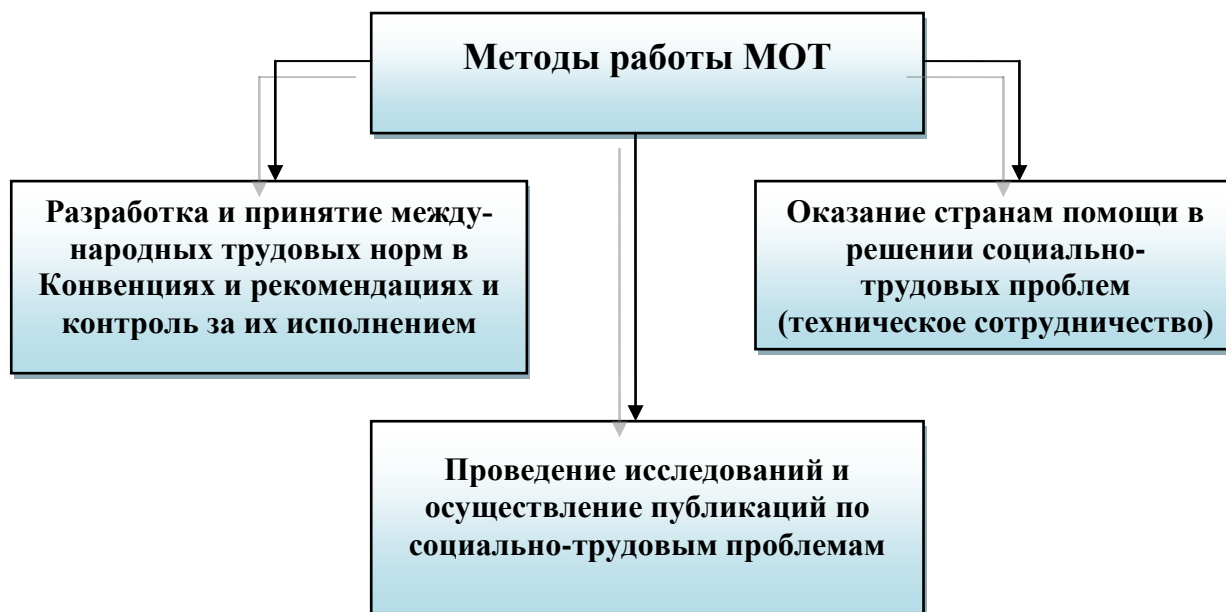 Методы работы МОТ
Разработка и принятие между-
народных трудовых норм в
Конвенциях и рекомендациях и
контроль за их исполнением
Оказание странам помощи в
решении социально-
трудовых проблем
(техническое сотрудничество)
Проведение исследований и
осуществление публикаций по
социально-трудовым проблемам